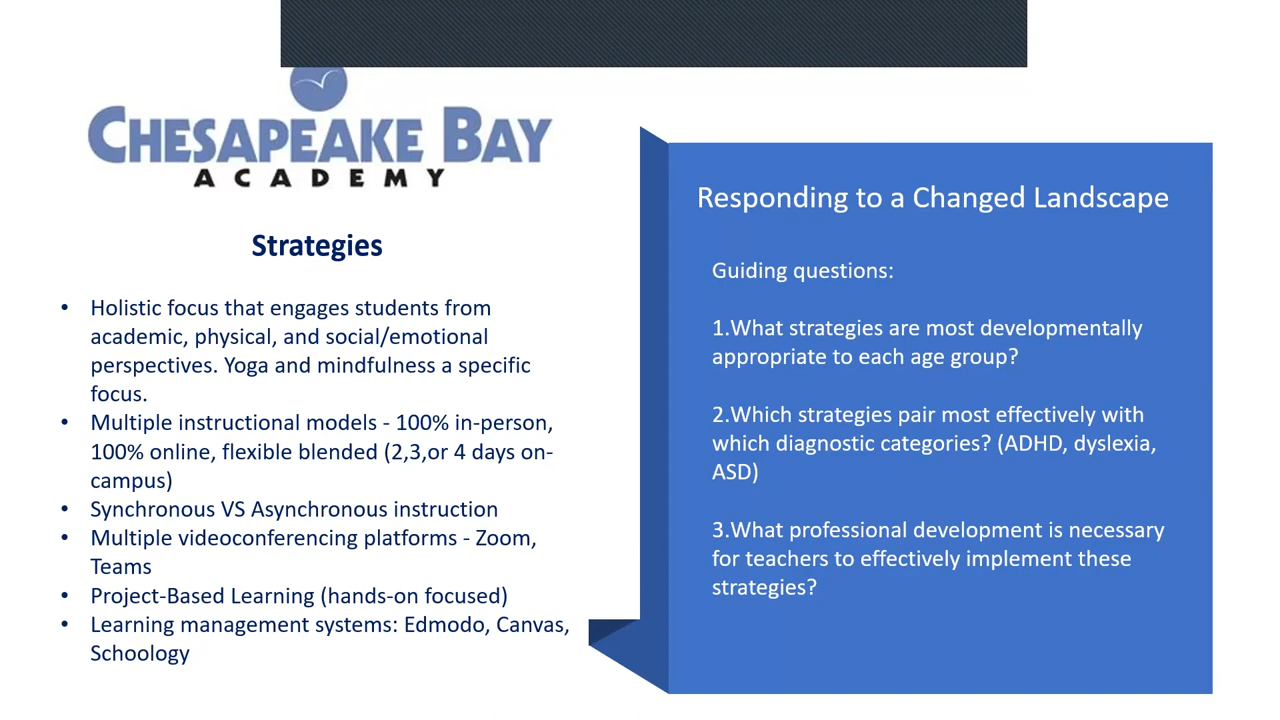 CHESAPEAKE BAY
ACADEMY
Strategies
• Holistic focus that engages students from
academic, physical, and social/emotional
perspectives. Yoga and mindfulness a specific
focus.
• Multiple instructional models - 100% in-person,
100% online, flexible blended (2,3,or 4 days on-
campus)
• Synchronous VS Asynchronous instruction
• Multiple videoconferencing platforms - Zoom,
Teams
• Project-Based Learning (hands-on focused)
• Learning management systems: Edmodo, Canvas,
Schoology
Responding to a Changed Landscape
Guiding questions:
1.What strategies are most developmentally
appropriate to each age group?
2.Which strategies pair most effectively with
which diagnostic categories? (ADHD, dyslexia,
ASD)
3.What professional development is necessary
for teachers to effectively implement these
strategies?